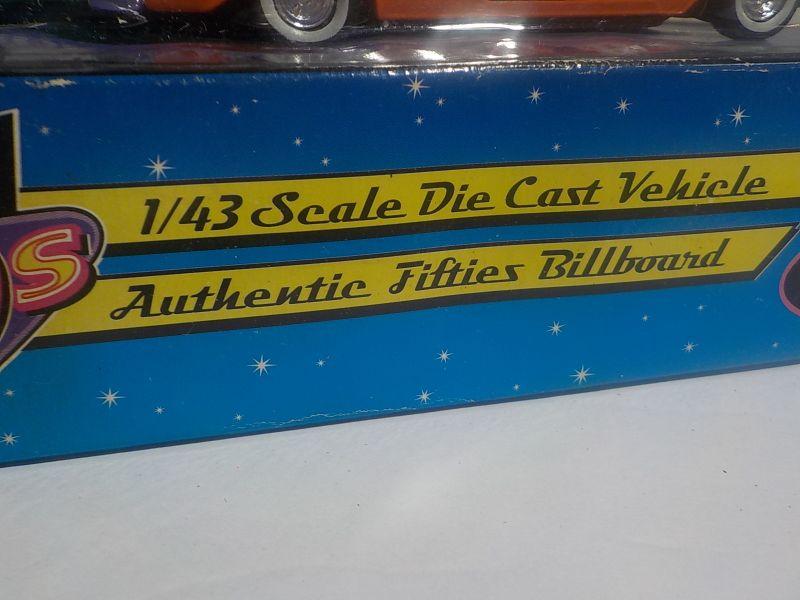 1/43 Scale Die Cast Vehicle
S
Authentic Fifties Billboard